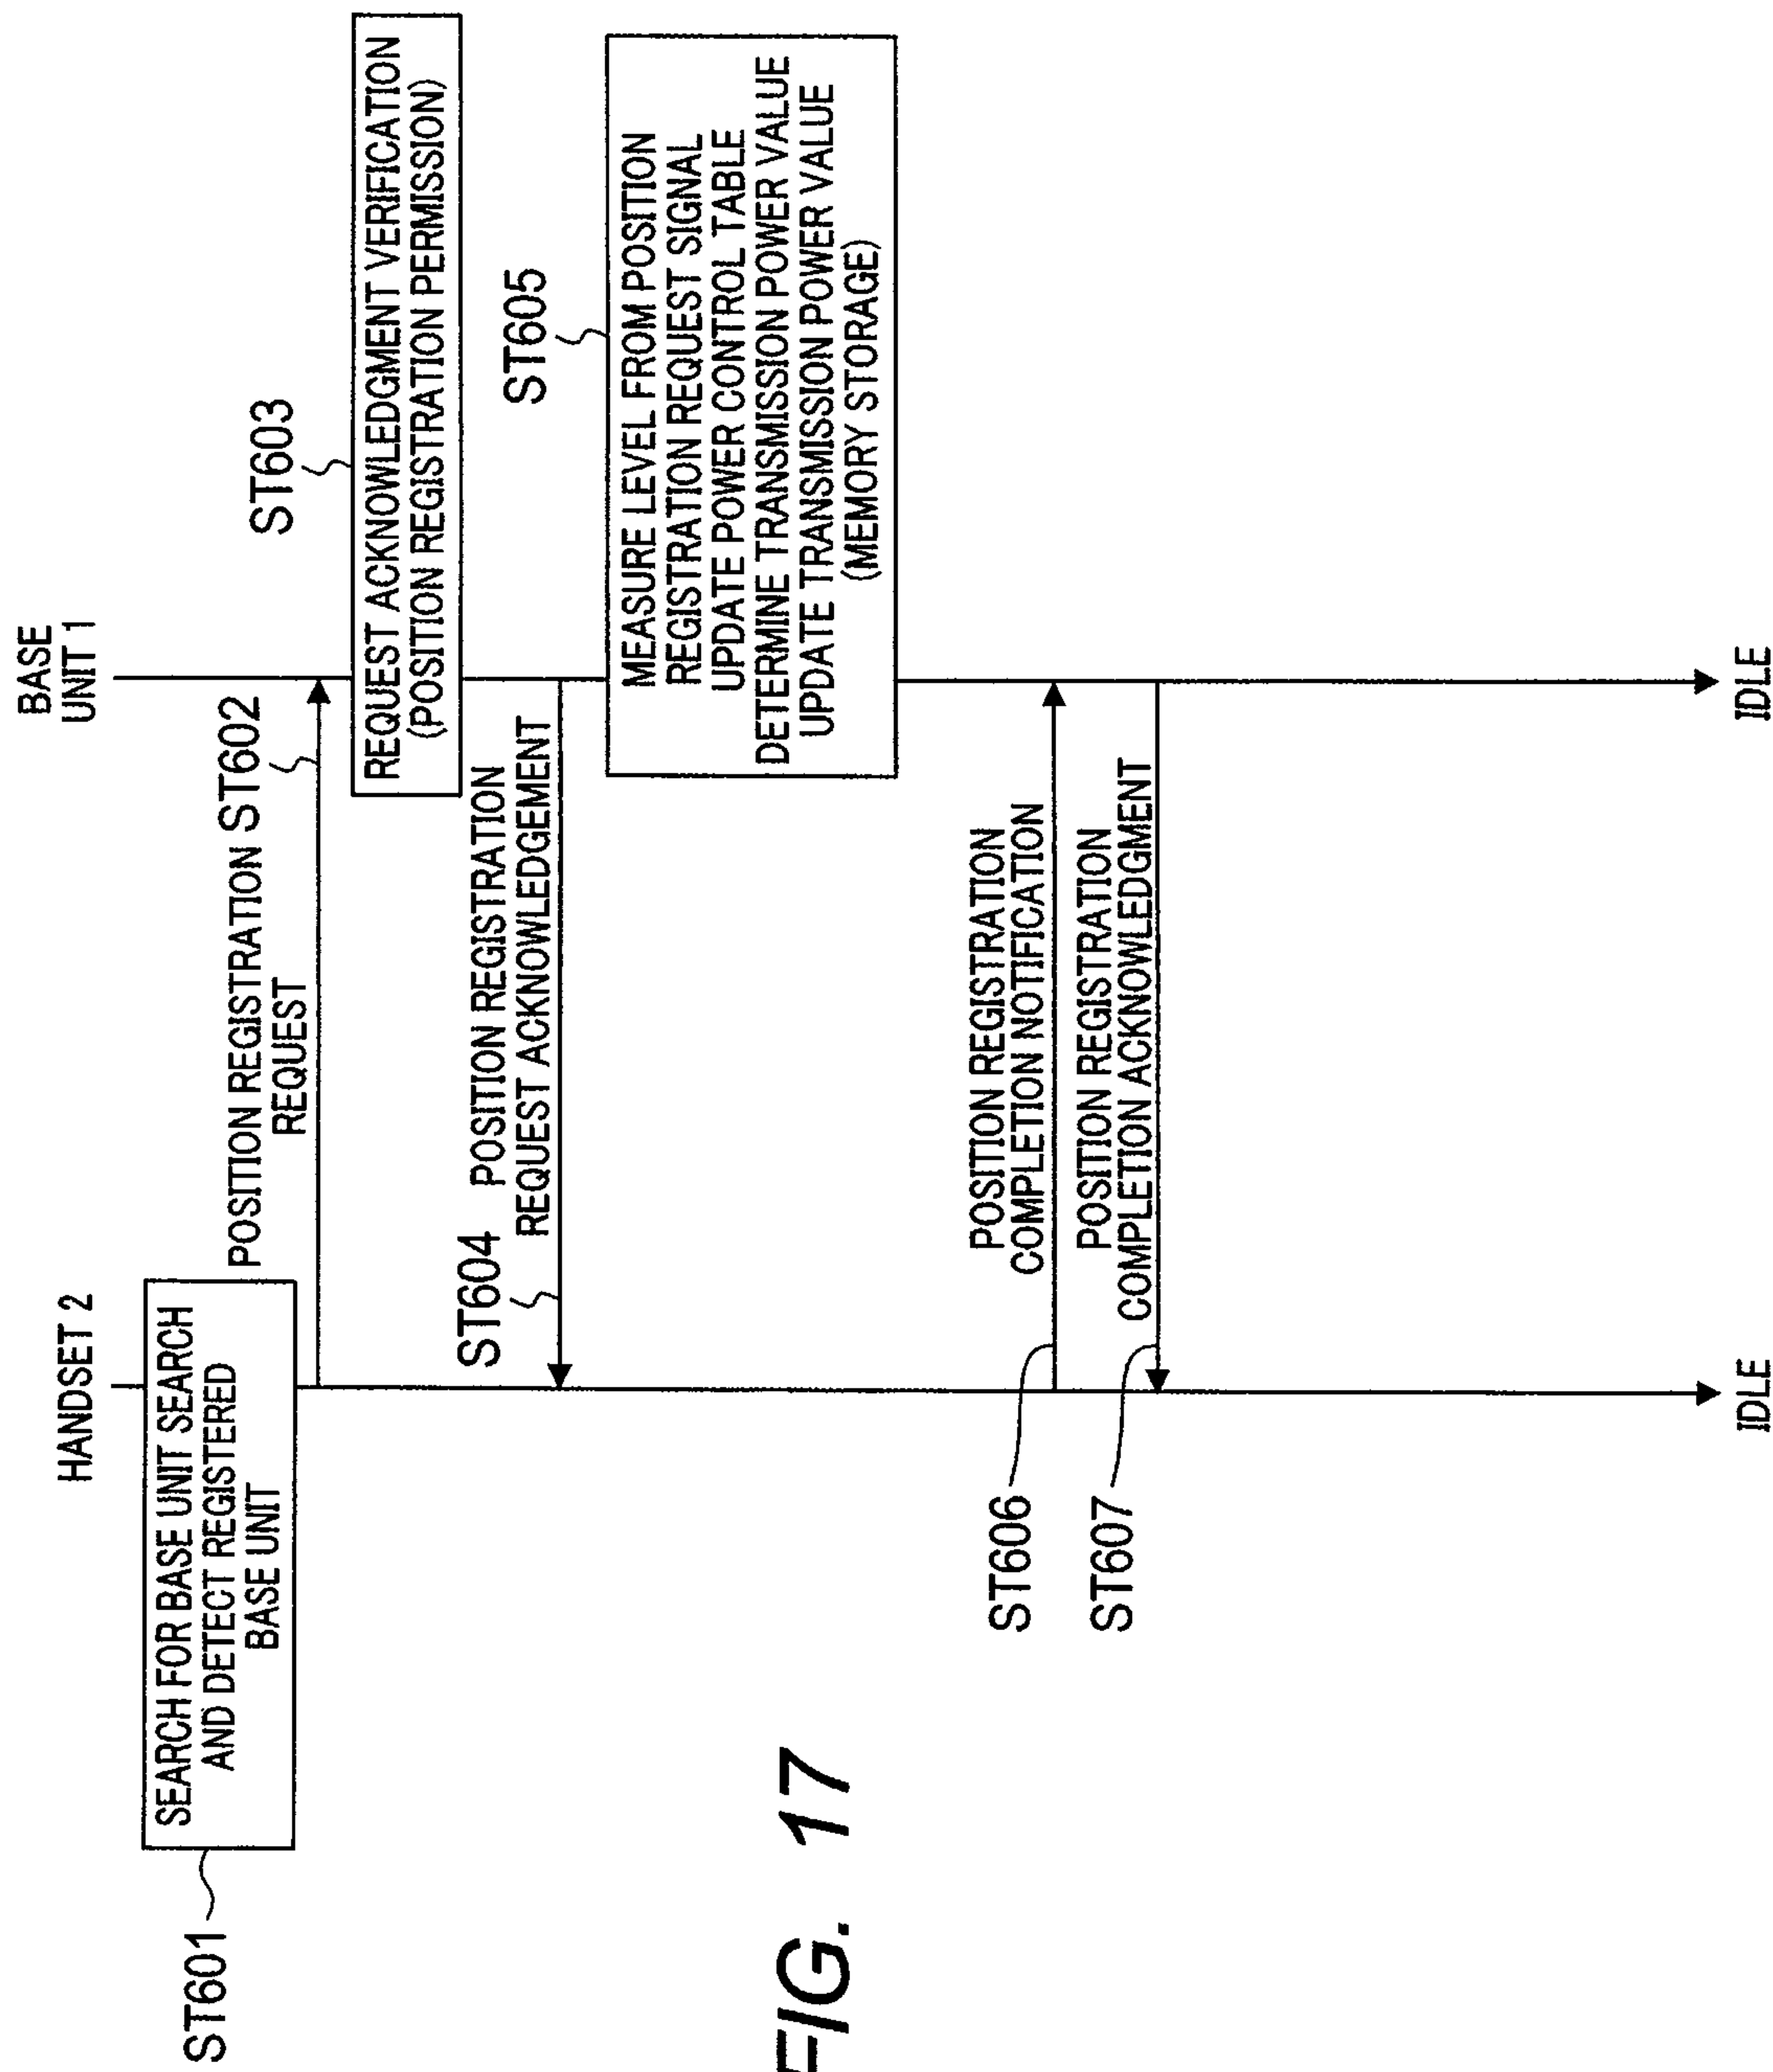 HANDSET 2
BASE
UNIT 1
ST601
SEARCH FOR BASE UNIT SEARCH
AND DETECT REGISTERED
BASE UNIT
POSITION REGISTRATION
REQUEST
ST602
ST603
REQUEST ACKNOWLEDGMENT VERIFICATION
(POSITION REGISTRATION PERMISSION)
ST604
POSITION REGISTRATION
REQUEST ACKNOWLEDGEMENT
ST605
MEASURE LEVEL FROM POSITION
REGISTRATION REQUEST SIGNAL
UPDATE POWER CONTROL TABLE
DETERMINE TRANSMISSION POWER VALUE
UPDATE TRANSMISSION POWER VALUE
(MEMORY STORAGE)
ST606
POSITION REGISTRATION
COMPLETION NOTIFICATION
ST607
POSITION REGISTRATION
COMPLETION ACKNOWLEDGMENT
IDLE
IDLE
FIG. 17